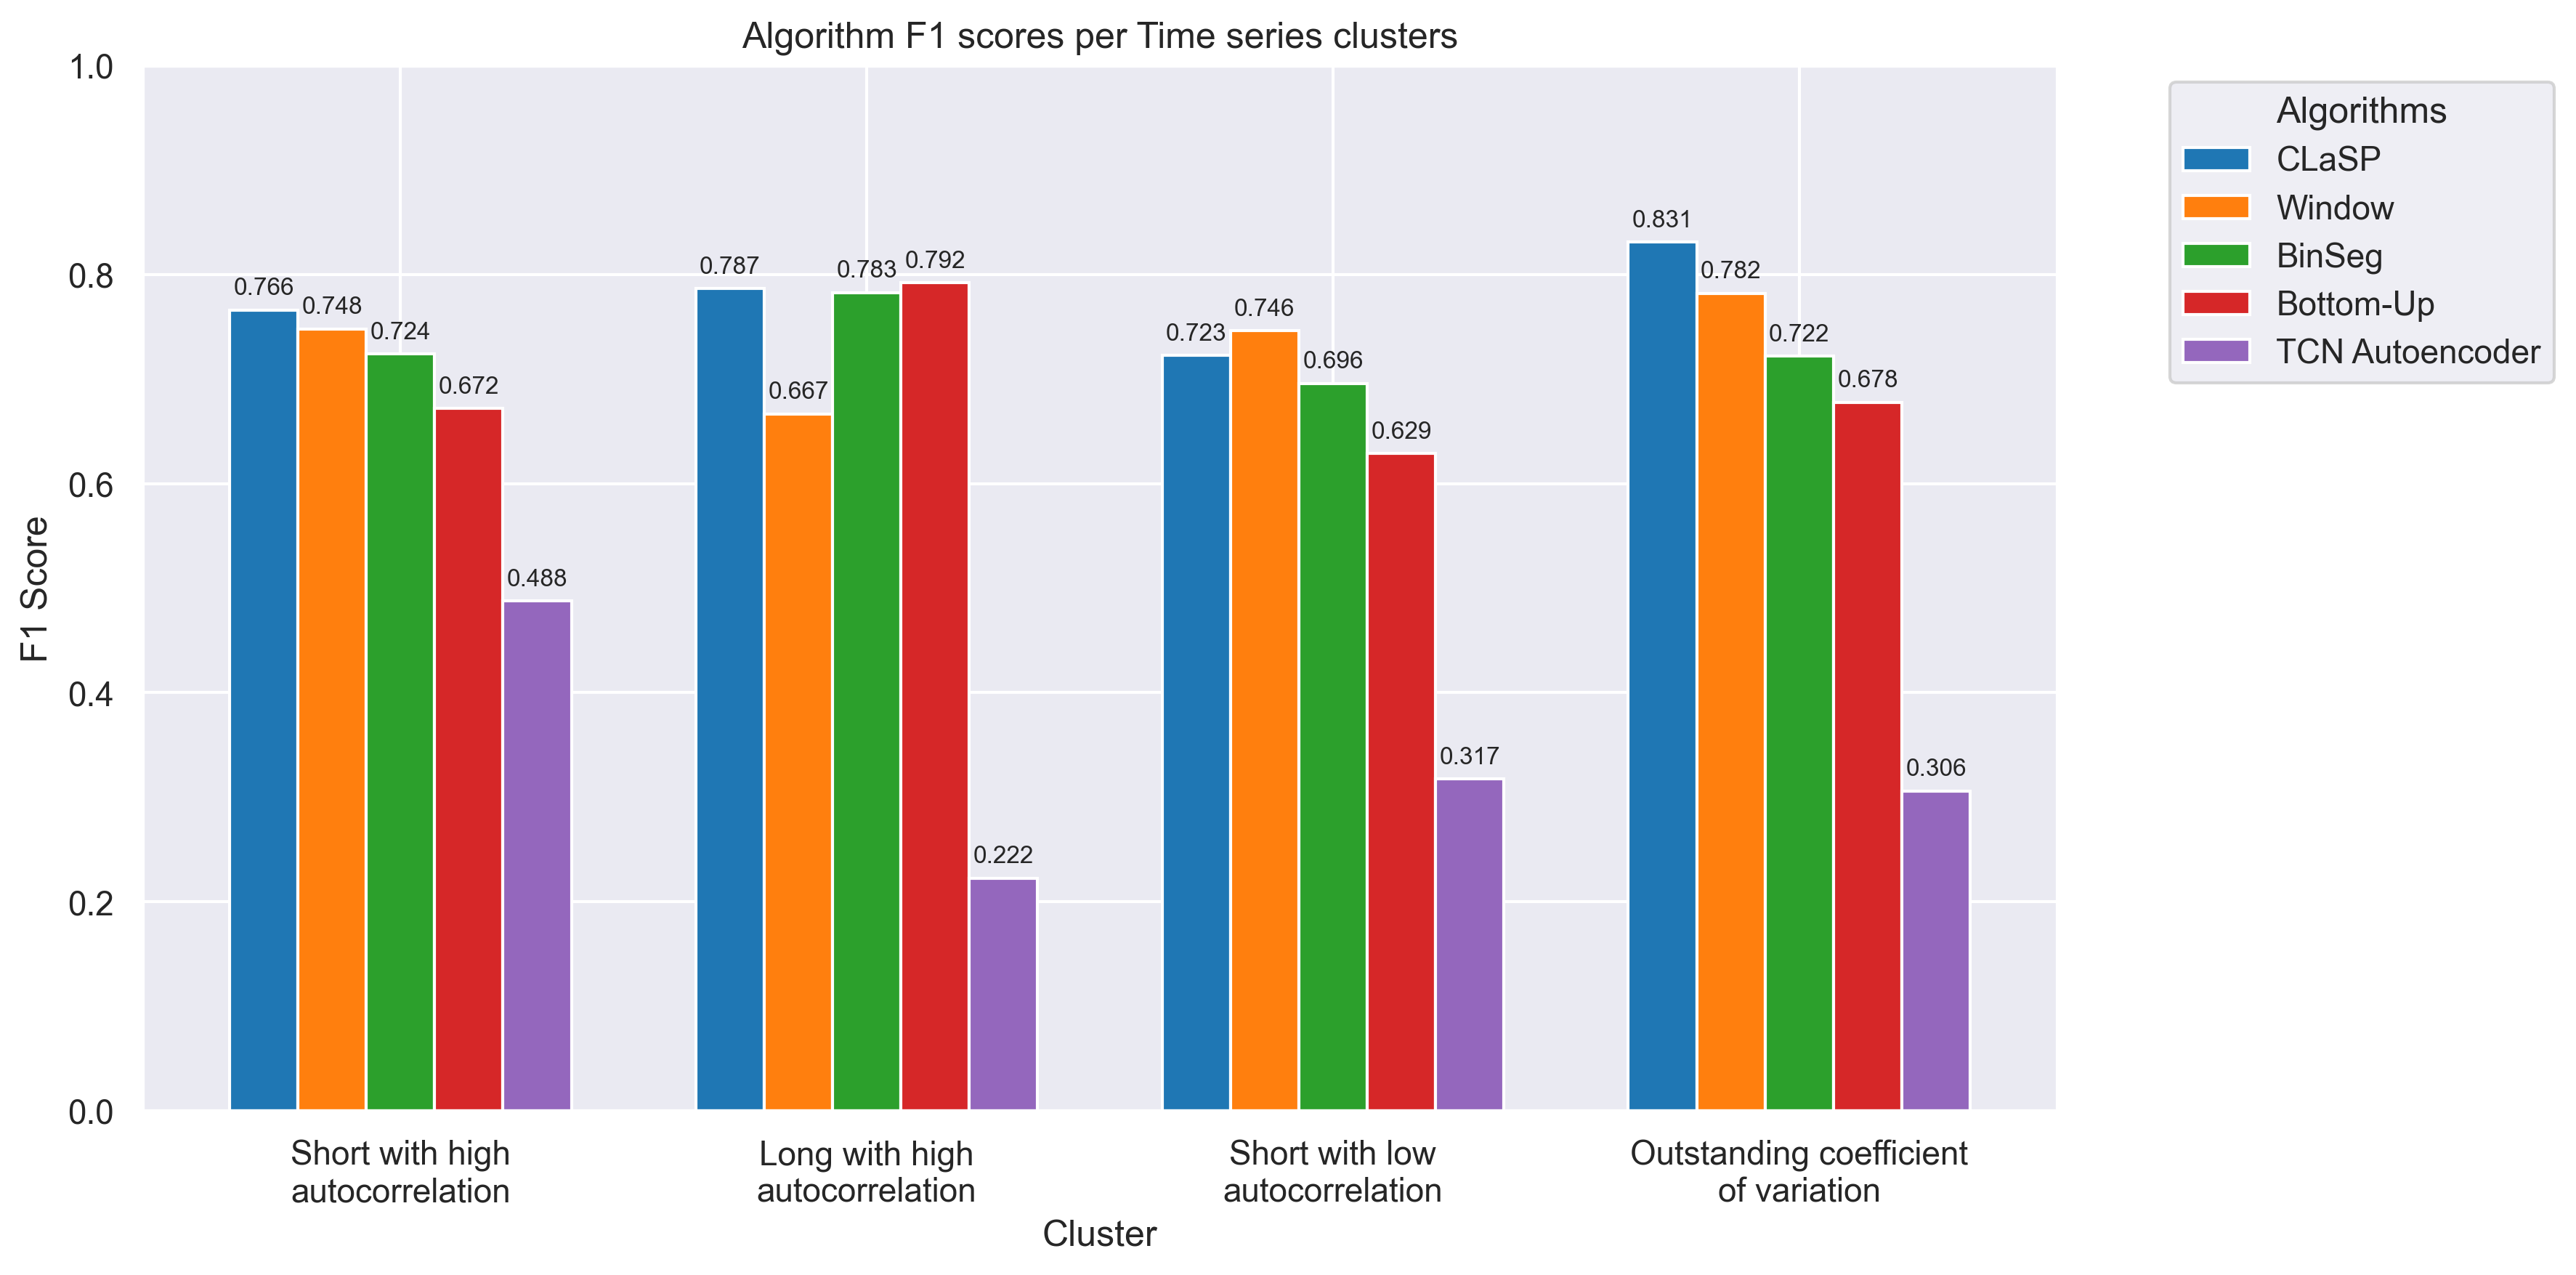 Algorithm F1 scores per Time series clusters
1.0
0.8
0.6
0.4
0.2
0.0
F1 Score
0.766
0.748
0.724
0.672
0.488
0.787
0.667
0.783
0.792
0.222
0.723
0.746
0.696
0.629
0.317
0.831
0.782
0.722
0.678
0.306
Short with high
autocorrelation
Long with high
autocorrelation
Short with low
autocorrelation
Outstanding coefficient
of variation
Cluster
Algorithms
CLaSP
Window
BinSeg
Bottom-Up
TCN Autoencoder